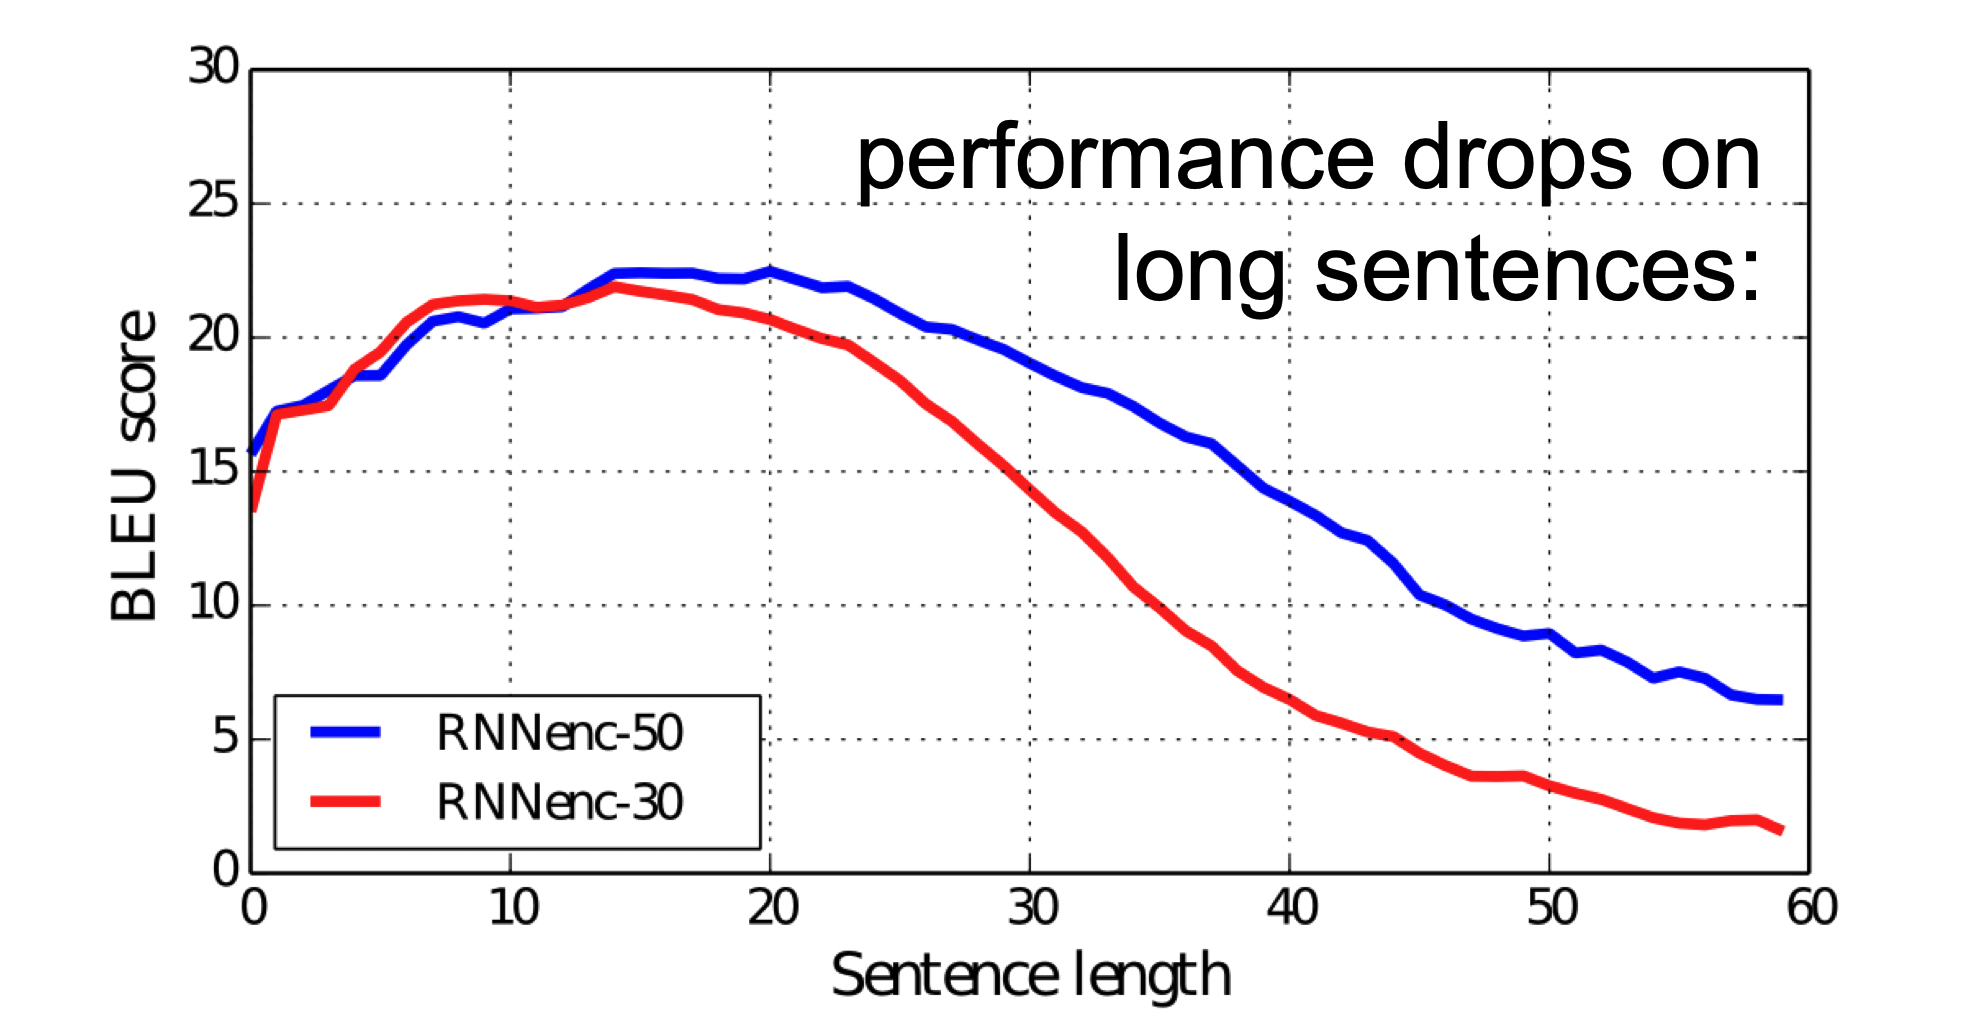 performance drops on
long sentences:
BLEU score
30
25
20
15
10
5
0
RNNenc-50
RNNenc-30
0 10 20 30 40 50 60
Sentence length